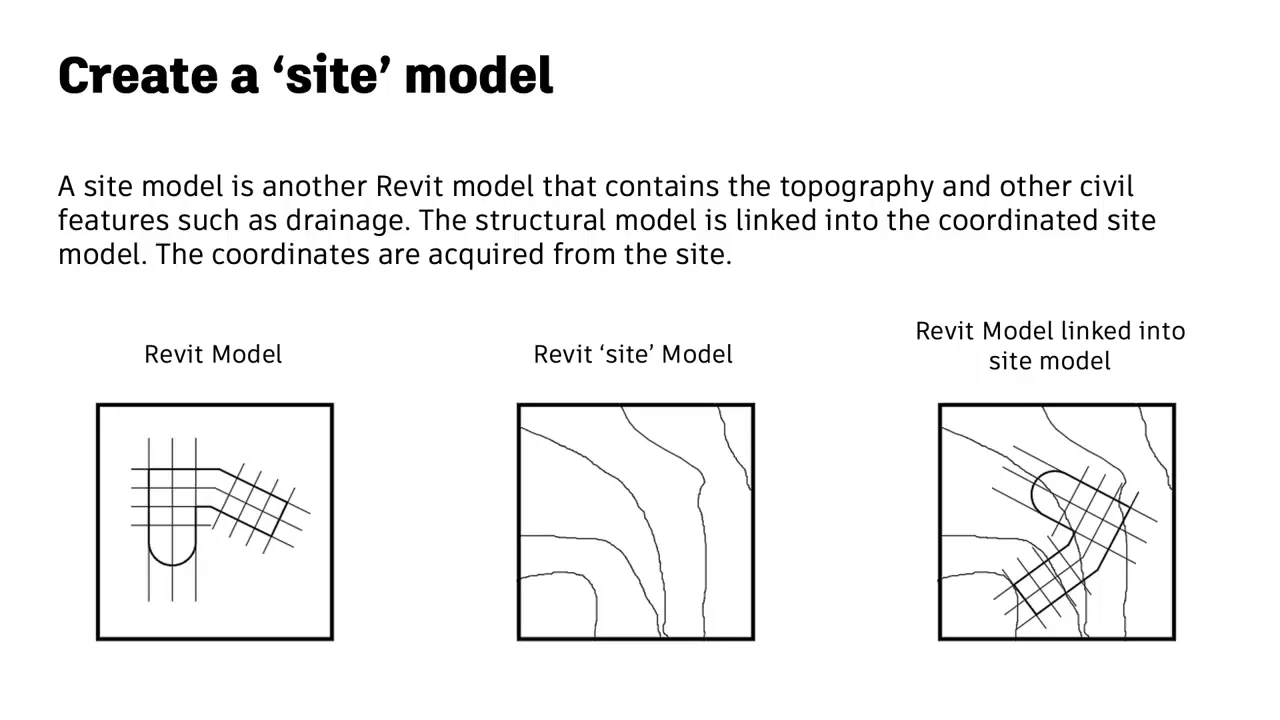 Create a ‘site’ model
A site model is another Revit model that contains the topography and other civil
features such as drainage. The structural model is linked into the coordinated site
model. The coordinates are acquired from the site.
Revit Model
Revit ‘site’ Model
Revit Model linked into
site model